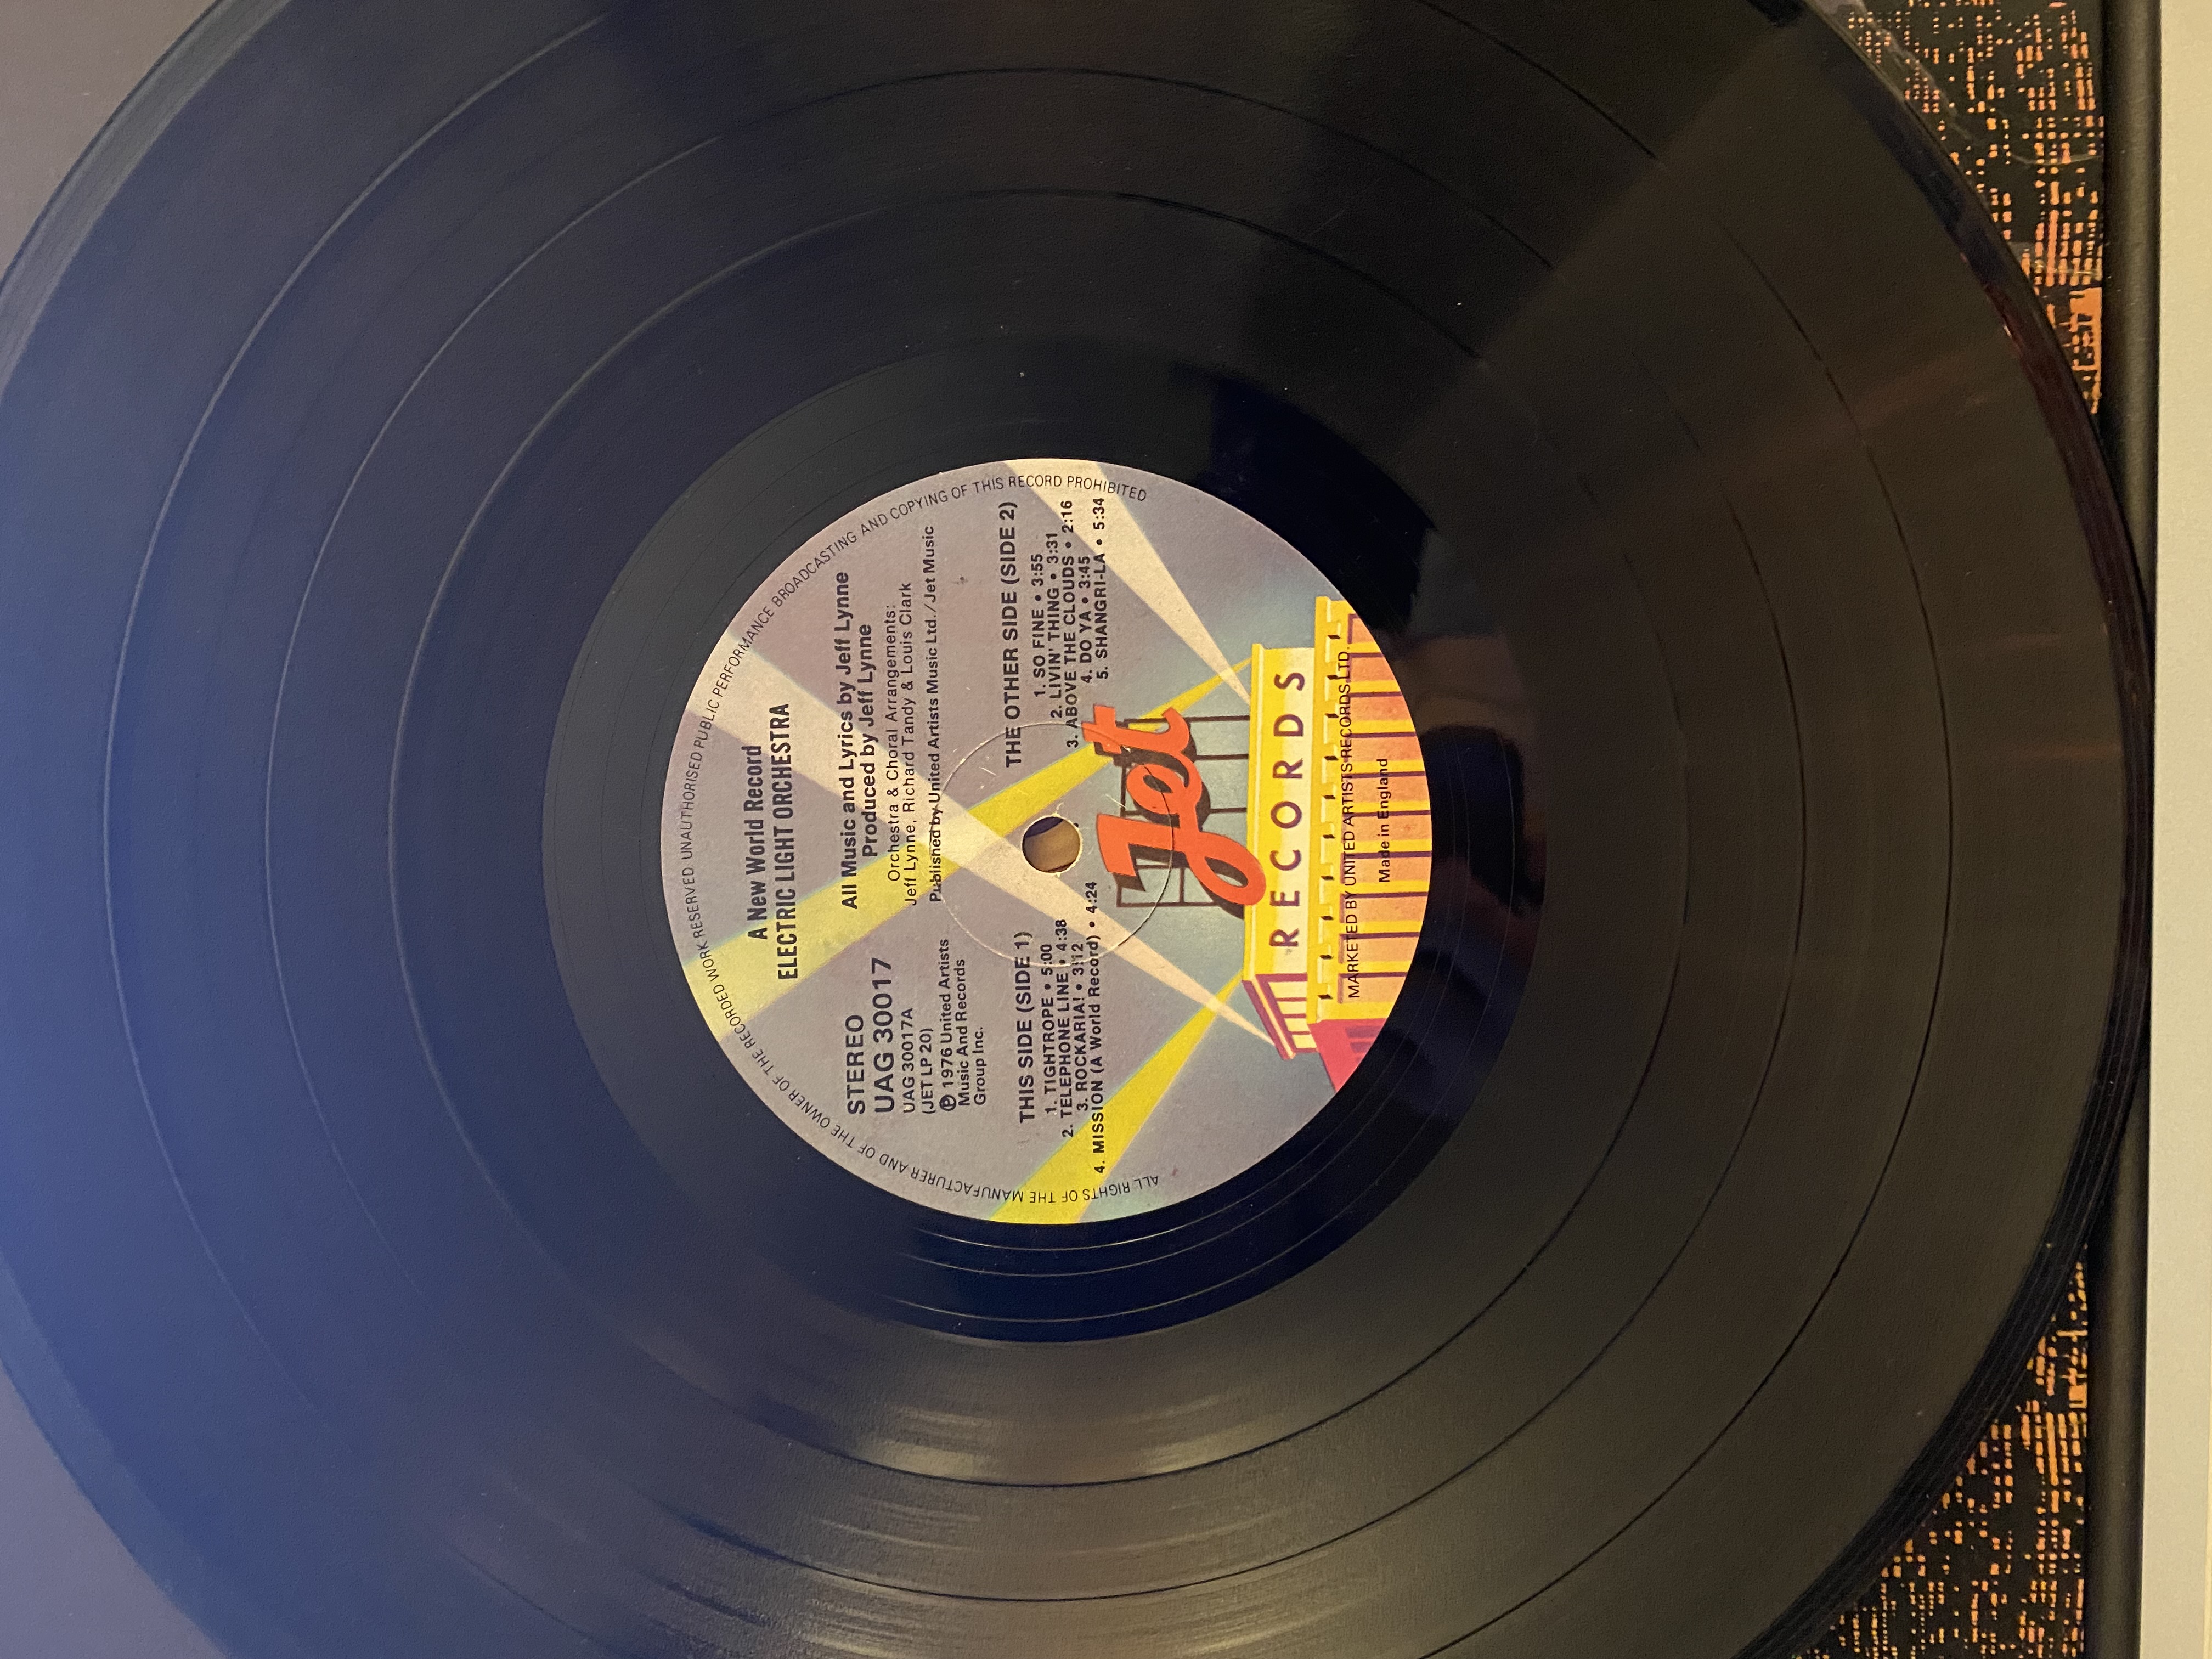 ALL RIGHTS OF THE MANUFACTURER AND OF THE OWNER OF THE RECORDED WORK RESERVED. UNAUTHORISED PUBLIC PERFORMANCE BROADCASTING AND COPYING OF THIS RECORD PROHIBITED
A New World Record
ELECTRIC LIGHT ORCHESTRA
STEREO
UAG 30017
UAG 30017A
(JET LP 20)
℗ 1976 United Artists
Music And Records
Group Inc.
All Music and Lyrics by Jeff Lynne
Produced by Jeff Lynne
Orchestra & Choral Arrangements:
Jeff Lynne, Richard Tandy & Louis Clark
Published by United Artists Music Ltd./Jet Music
THIS SIDE (SIDE 1)
1. TIGHTROPE • 5:00
2. TELEPHONE LINE • 4:38
3. ROCKARIA! • 3:12
4. MISSION (A World Record) • 4:24
THE OTHER SIDE (SIDE 2)
1. SO FINE • 3:55
2. LIVIN' THING • 3:31
3. ABOVE THE CLOUDS • 2:16
4. DO YA • 3:45
5. SHANGRI-LA • 5:34
Jet
RECORDS
MARKETED BY UNITED ARTISTS RECORDS LTD.
Made in England